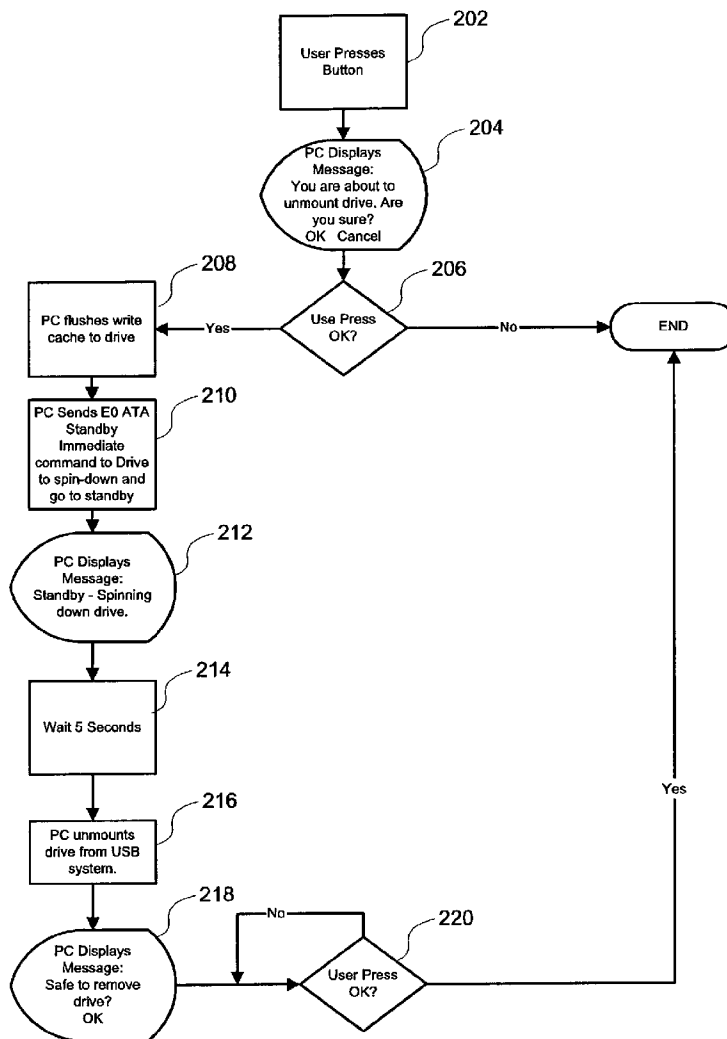 202
User Presses
Button
204
PC Displays
Message:
You are about to
unmount drive. Are
you sure?
OK Cancel
206
Use Press
OK?
Yes
No
END
208
PC flushes write
cache to drive
210
PC Sends E0 ATA
Standby
Immediate
command to Drive
to spin-down and
go to standby
212
PC Displays
Message:
Standby - Spinning
down drive.
214
Wait 5 Seconds
216
PC unmounts
drive from USB
system.
218
PC Displays
Message:
Safe to remove
drive?
OK
No
220
User Press
OK?
Yes